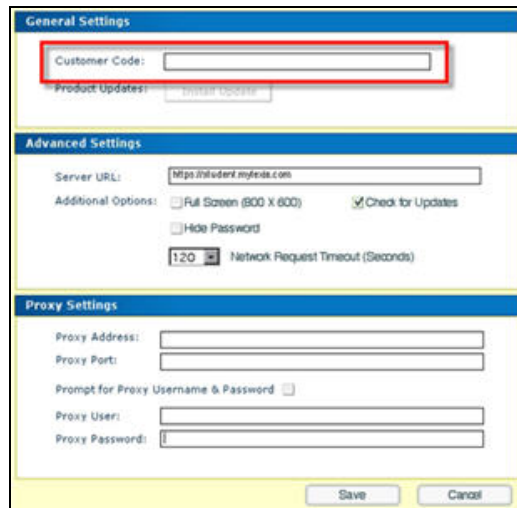 General Settings
Customer Code:
Product Updates: Install Update
Advanced Settings
Server URL: https://student.mylexia.com
Additional Options: Full Screen (800 X 600) Check for Updates
Hide Password
120 Network Request Timeout (Seconds)
Proxy Settings
Proxy Address:
Proxy Port:
Prompt for Proxy Username & Password
Proxy User:
Proxy Password:
Save Cancel